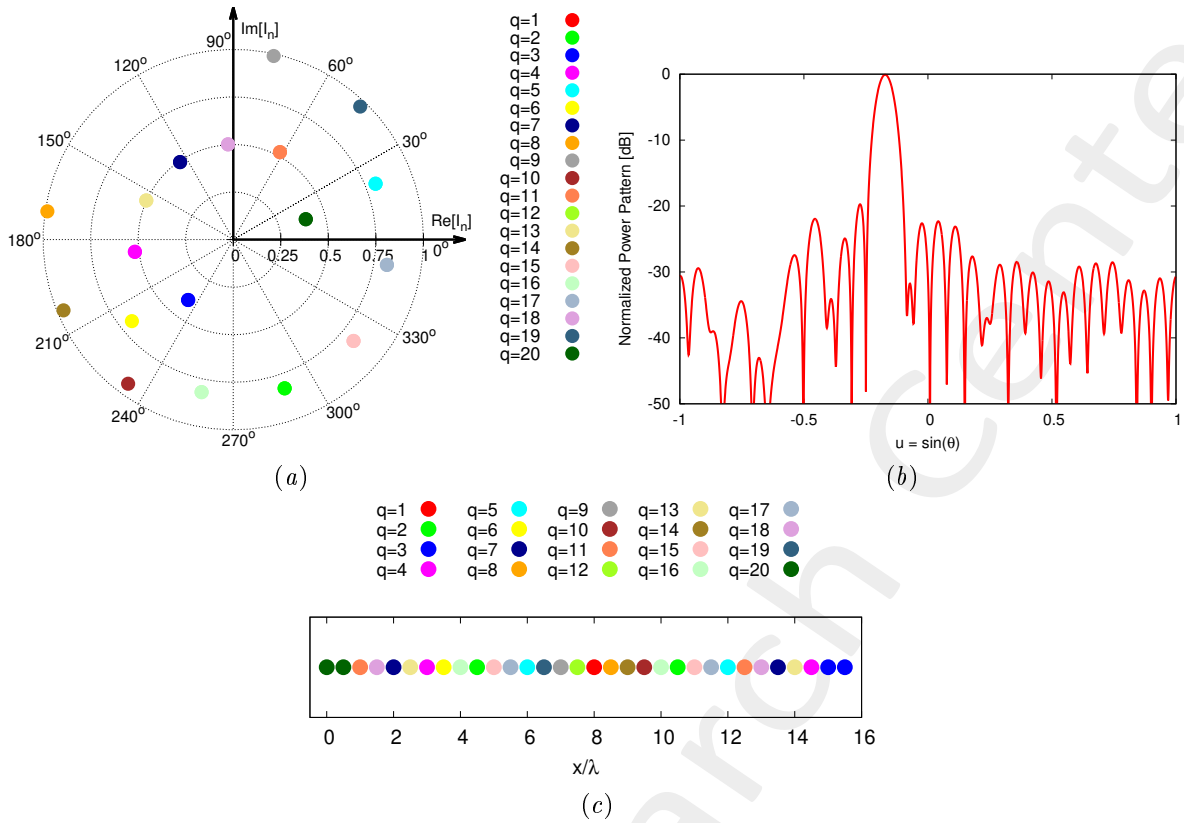 Im[Iₙ]
90°
60°
120°
30°
150°
Re[Iₙ]
180°
0
0.25
0.5
0.75
1
0°
210°
330°
240°
300°
270°
q=1
q=2
q=3
q=4
q=5
q=6
q=7
q=8
q=9
q=10
q=11
q=12
q=13
q=14
q=15
q=16
q=17
q=18
q=19
q=20
(a)
Normalized Power Pattern [dB]
0
-10
-20
-30
-40
-50
-1
-0.5
0
0.5
1
u = sin(θ)
(b)
q=1 q=5 q=9 q=13 q=17
q=2 q=6 q=10 q=14 q=18
q=3 q=7 q=11 q=15 q=19
q=4 q=8 q=12 q=16 q=20
0 2 4 6 8 10 12 14 16
x/λ
(c)
arch Cente